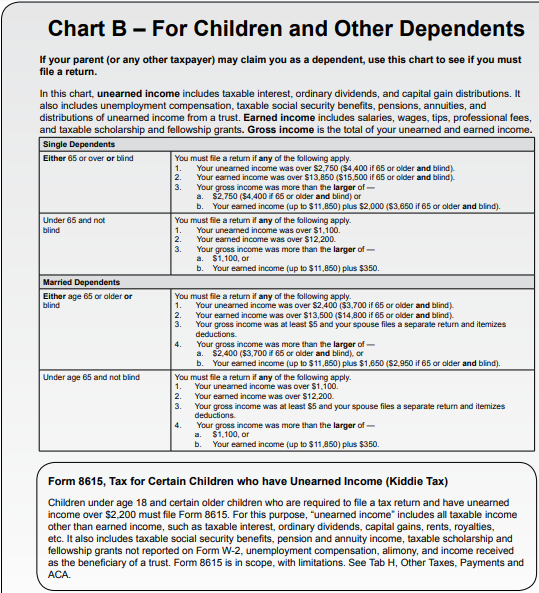 Chart B – For Children and Other Dependents
If your parent (or any other taxpayer) may claim you as a dependent, use this chart to see if you must
file a return.
In this chart, unearned income includes taxable interest, ordinary dividends, and capital gain distributions. It
also includes unemployment compensation, taxable social security benefits, pensions, annuities, and
distributions of unearned income from a trust. Earned income includes salaries, wages, tips, professional fees,
and taxable scholarship and fellowship grants. Gross income is the total of your unearned and earned income.
Single Dependents
Either 65 or over or blind
You must file a return if any of the following apply.
1. Your unearned income was over $2,750 ($4,400 if 65 or older and blind).
2. Your earned income was over $13,850 ($15,500 if 65 or older and blind).
3. Your gross income was more than the larger of —
a. $2,750 ($4,400 if 65 or older and blind) or
b. Your earned income (up to $11,850) plus $2,000 ($3,650 if 65 or older and blind).
Under 65 and not
blind
You must file a return if any of the following apply.
1. Your unearned income was over $1,100.
2. Your earned income was over $12,200.
3. Your gross income was more than the larger of —
a. $1,100, or
b. Your earned income (up to $11,850) plus $350.
Married Dependents
Either age 65 or older or
blind
You must file a return if any of the following apply.
1. Your unearned income was over $2,400 ($3,700 if 65 or older and blind).
2. Your earned income was over $13,500 ($14,800 if 65 or older and blind).
3. Your gross income was at least $5 and your spouse files a separate return and itemizes
deductions.
4. Your gross income was more than the larger of —
a. $2,400 ($3,700 if 65 or older and blind), or
b. Your earned income (up to $11,850) plus $1,650 ($2,950 if 65 or older and blind).
Under age 65 and not blind
You must file a return if any of the following apply.
1. Your unearned income was over $1,100.
2. Your earned income was over $12,200.
3. Your gross income was at least $5 and your spouse files a separate return and itemizes
deductions.
4. Your gross income was more than the larger of —
a. $1,100, or
b. Your earned income (up to $11,850) plus $350.
Form 8615, Tax for Certain Children who have Unearned Income (Kiddie Tax)
Children under age 18 and certain older children who are required to file a tax return and have unearned
income over $2,200 must file Form 8615. For this purpose, “unearned income” includes all taxable income
other than earned income, such as taxable interest, ordinary dividends, capital gains, rents, royalties,
etc. It also includes taxable social security benefits, pension and annuity income, taxable scholarship and
fellowship grants not reported on Form W-2, unemployment compensation, alimony, and income received
as the beneficiary of a trust. Form 8615 is in scope, with limitations. See Tab H, Other Taxes, Payments and
ACA.